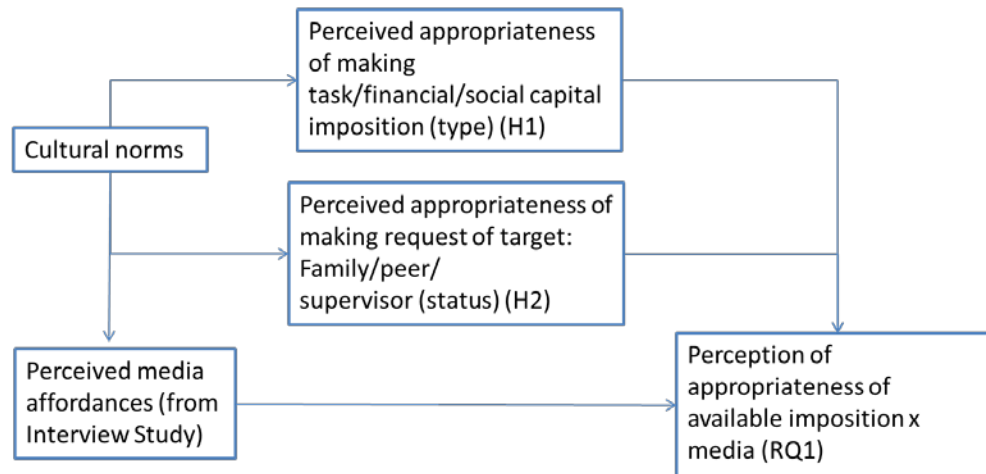 Perceived appropriateness
of making
task/financial/social capital
imposition (type) (H1)
Cultural norms
Perceived appropriateness of
making request of target:
Family/peer/
supervisor (status) (H2)
Perceived media
affordances (from
Interview Study)
Perception of
appropriateness of
available imposition x
media (RQ1)